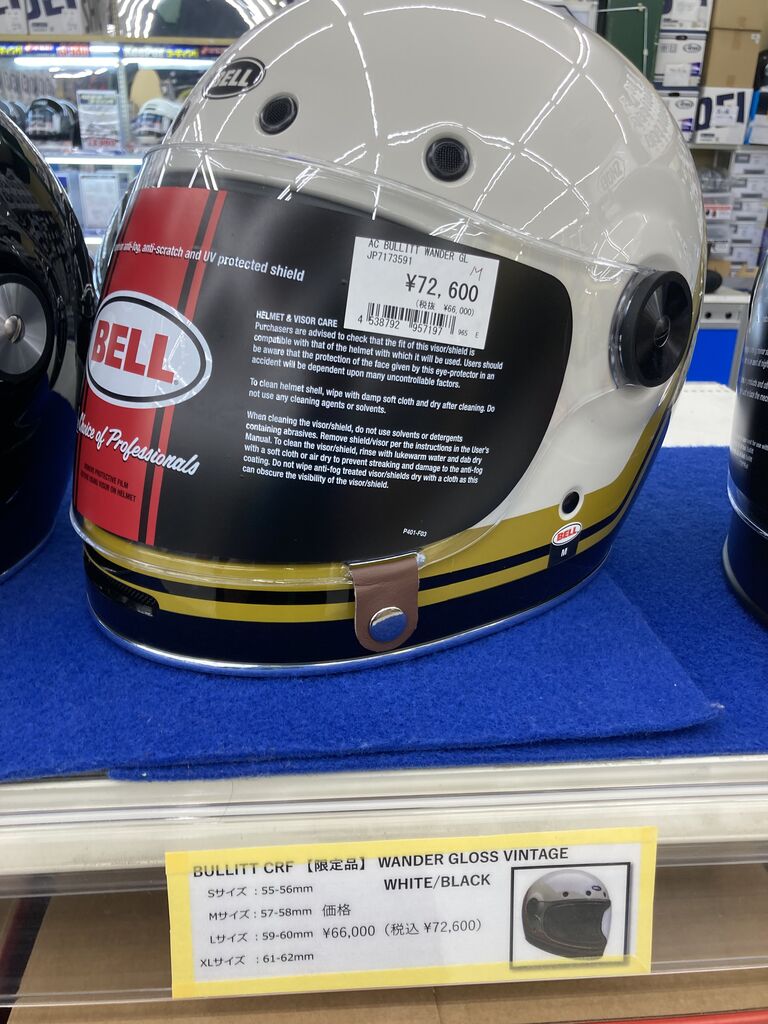 BELL
anti-fog, anti-scratch and UV protected shield
AC BULLITT WANDER GL
JP7173591
M
¥72,600
(税抜 ¥66,000)
4 538792 957197 965 E
BELL
Choice of Professionals
REMOVE PROTECTIVE FILM
HELMET & VISOR CARE
Purchasers are advised to check that the fit of this visor/shield is
compatible with that of the helmet with which it will be used. Users should
be aware that the protection of the face given by this eye-protector in an
accident will be dependent upon many uncontrollable factors.
To clean helmet shell, wipe with damp soft cloth and dry after cleaning. Do
not use any cleaning agents or solvents.
When cleaning the visor/shield, do not use solvents or detergents
containing abrasives. Remove shield/visor per the instructions in the User's
Manual. To clean the visor/shield, rinse with lukewarm water and dab dry
with a soft cloth or air dry to prevent streaking and damage to the anti-fog
coating. Do not wipe anti-fog treated visors/shields dry with a cloth as this
can obscure the visibility of the visor/shield.
P401-F03
BELL
M
BULLITT CRF 【限定品】 WANDER GLOSS VINTAGE
WHITE/BLACK
Sサイズ ：55-56mm
Mサイズ：57-58mm 価格
Lサイズ ：59-60mm ¥66,000（税込 ¥72,600）
XLサイズ ：61-62mm